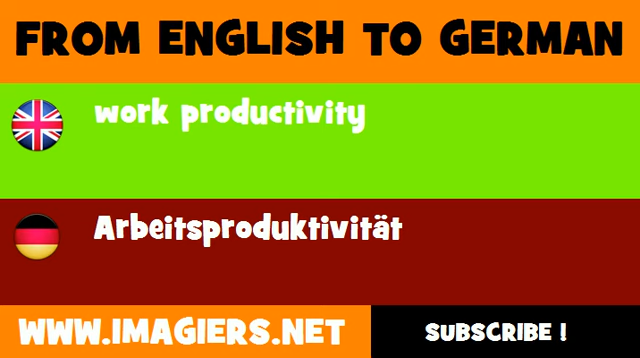 FROM ENGLISH TO GERMAN
work productivity
Arbeitsproduktivität
WWW.IMAGIERS.NET
SUBSCRIBE !